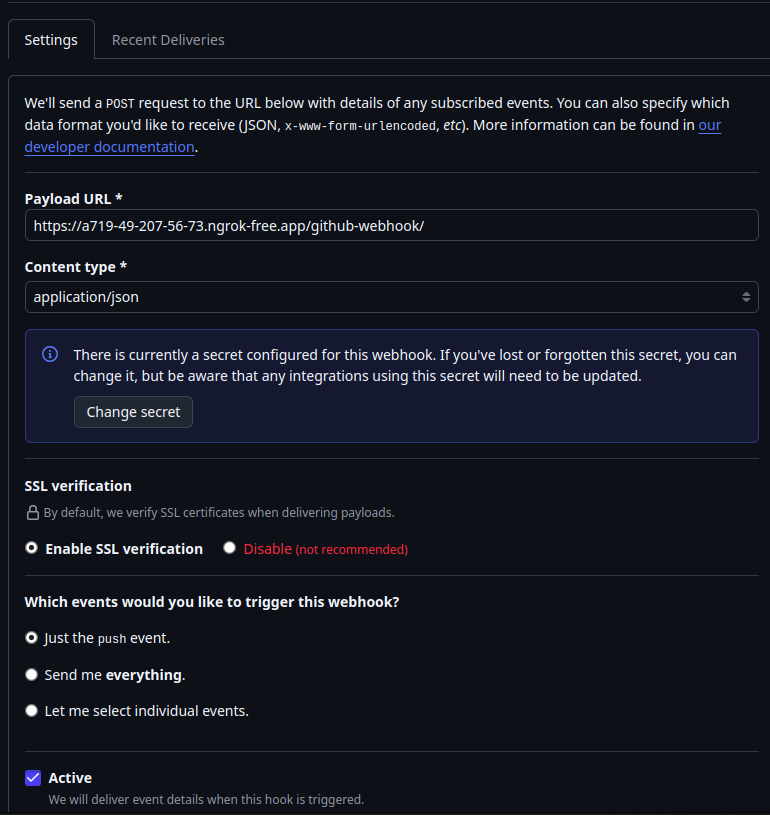 Settings
Recent Deliveries
We'll send a POST request to the URL below with details of any subscribed events. You can also specify which
data format you'd like to receive (JSON, x-www-form-urlencoded, etc). More information can be found in our
developer documentation.
Payload URL *
https://a719-49-207-56-73.ngrok-free.app/github-webhook/
Content type *
application/json
There is currently a secret configured for this webhook. If you've lost or forgotten this secret, you can
change it, but be aware that any integrations using this secret will need to be updated.
Change secret
SSL verification
By default, we verify SSL certificates when delivering payloads.
Enable SSL verification
Disable (not recommended)
Which events would you like to trigger this webhook?
Just the push event.
Send me everything.
Let me select individual events.
Active
We will deliver event details when this hook is triggered.